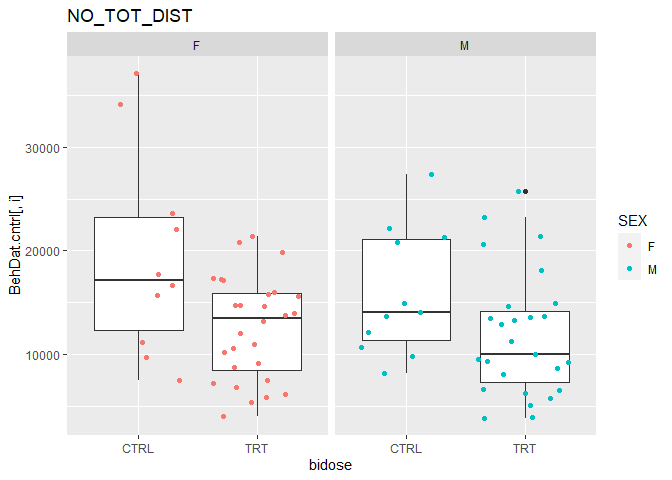 NO_TOT_DIST
F
M
BehDat.cntrl[, i]
30000
20000
10000
CTRL
TRT
CTRL
TRT
bidose
SEX
F
M